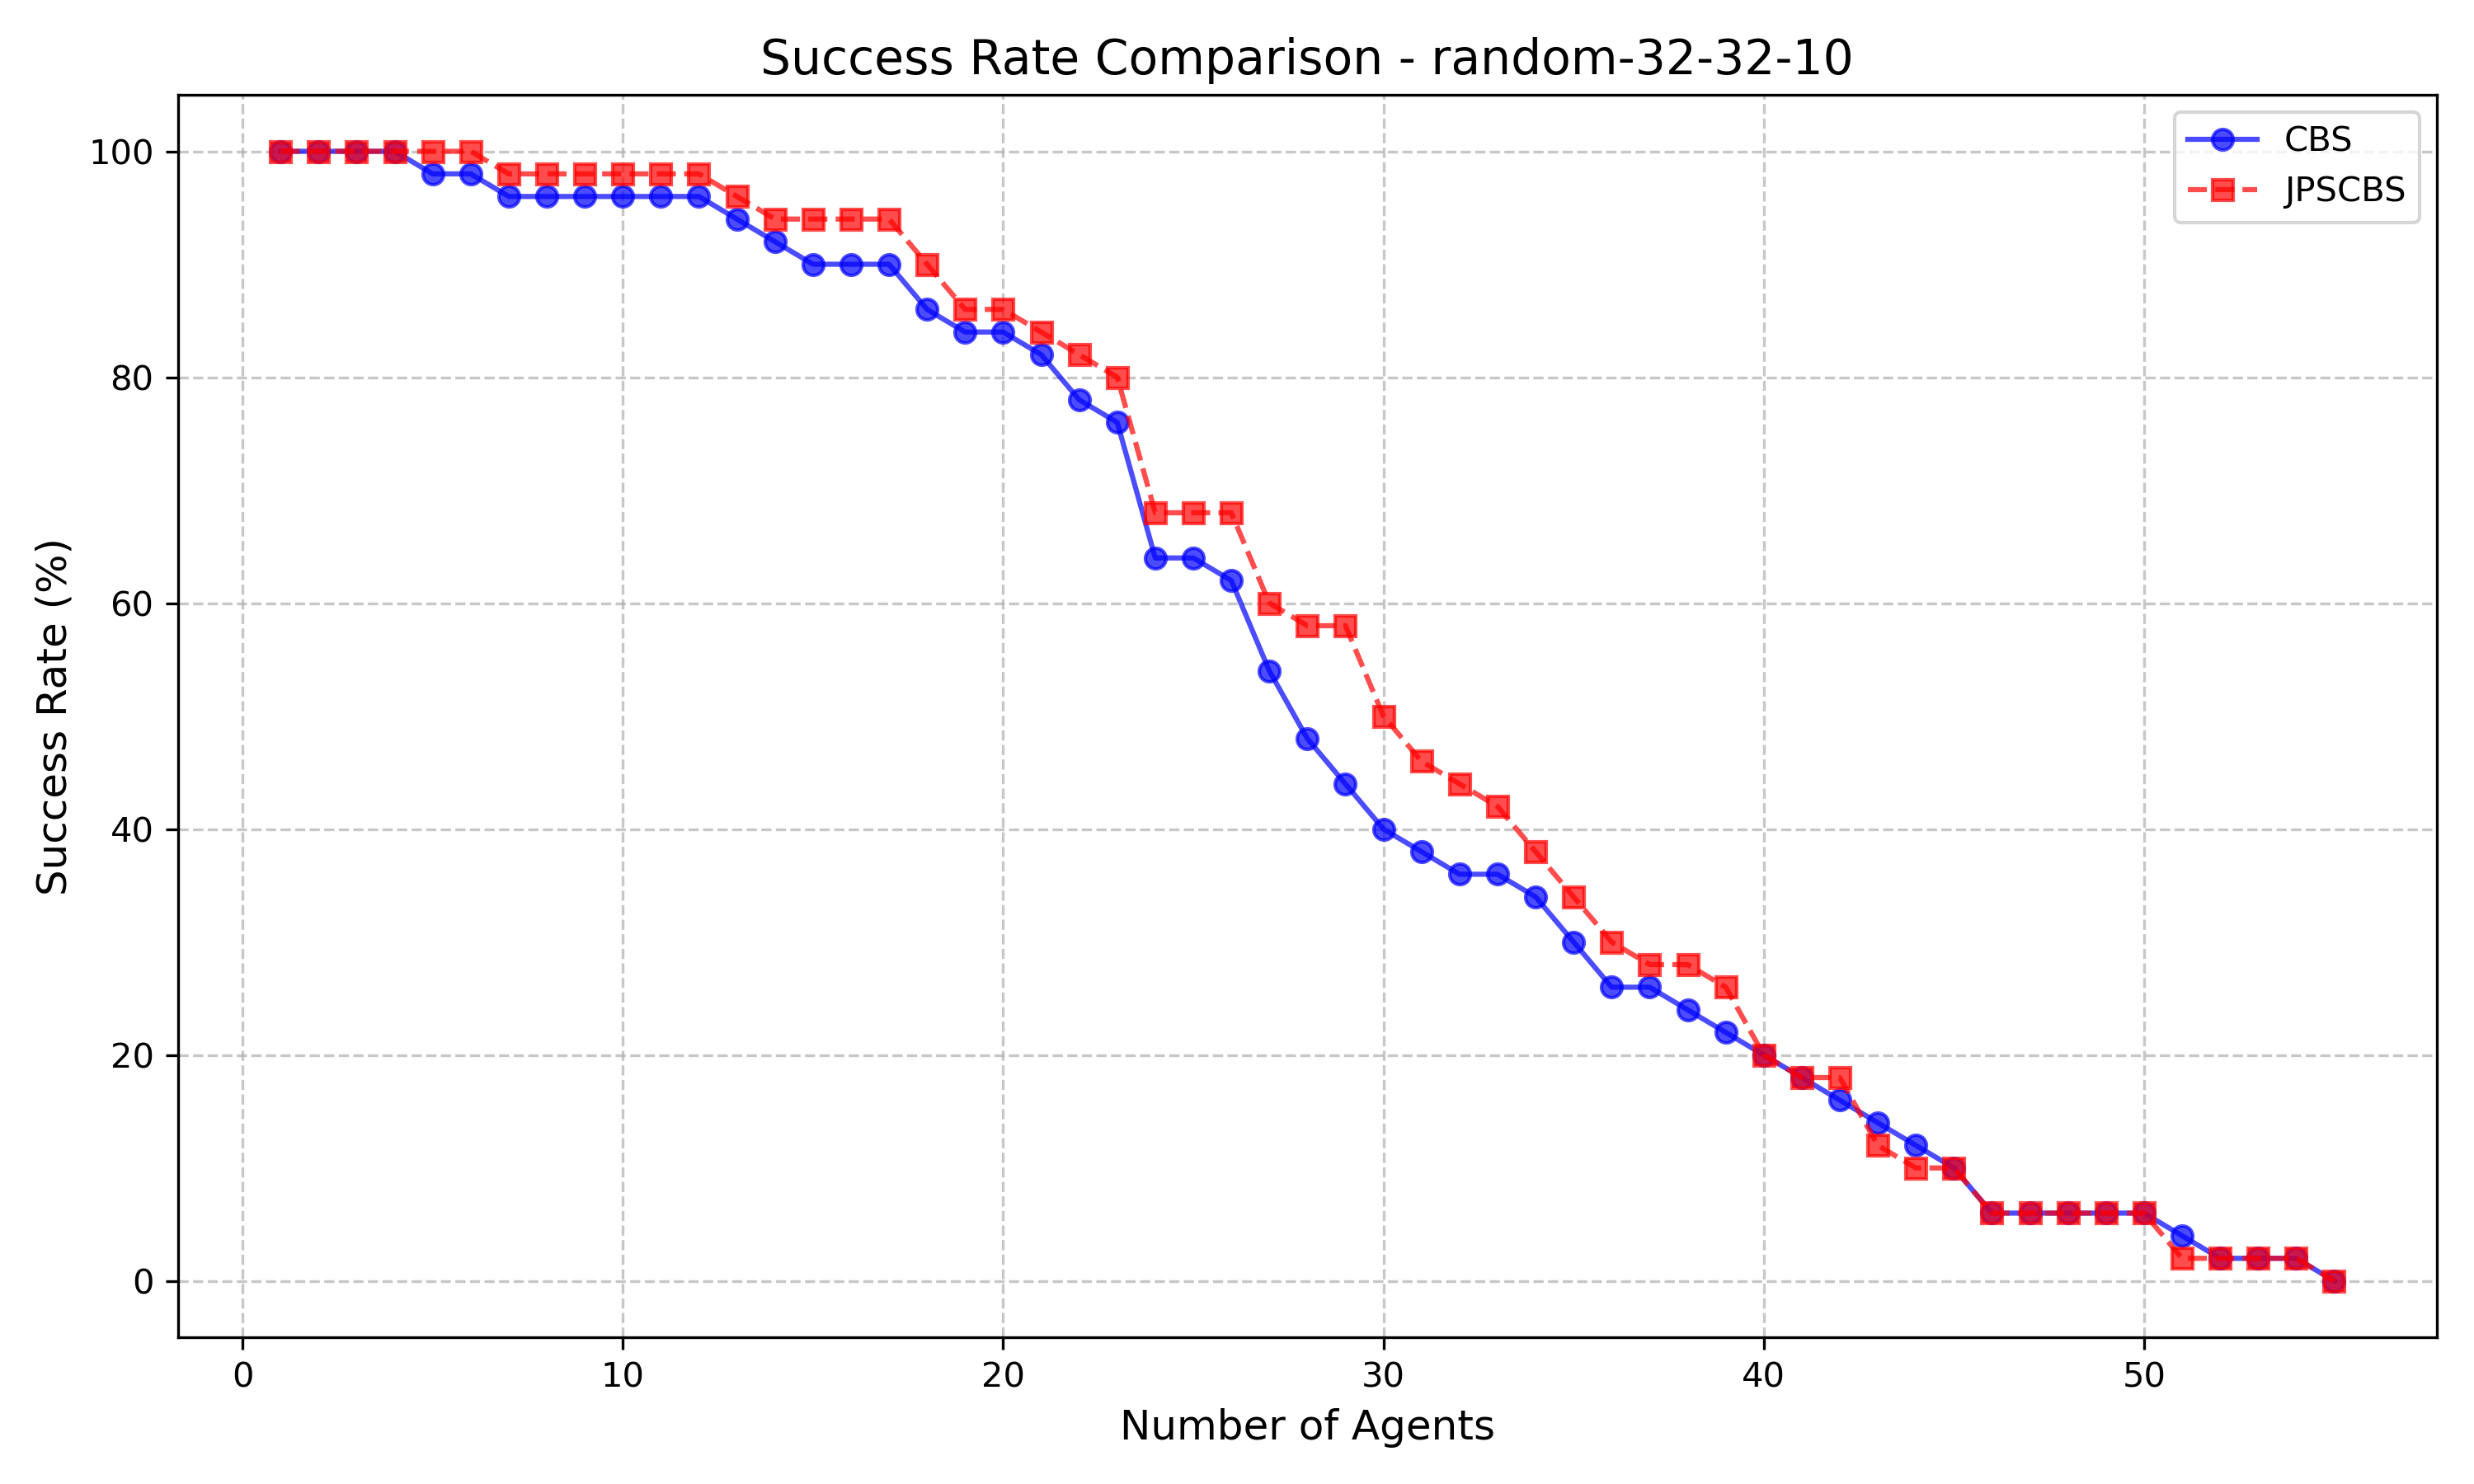 Success Rate Comparison - random-32-32-10
CBS
JPSCBS
Success Rate (%)
100
80
60
40
20
0
0 10 20 30 40 50
Number of Agents